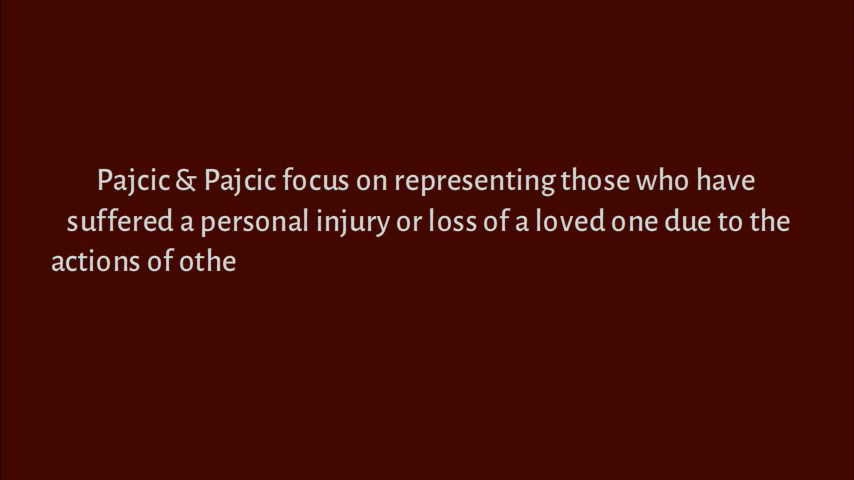 Pajcic & Pajcic focus on representing those who have
suffered a personal injury or loss of a loved one due to the
actions of othe